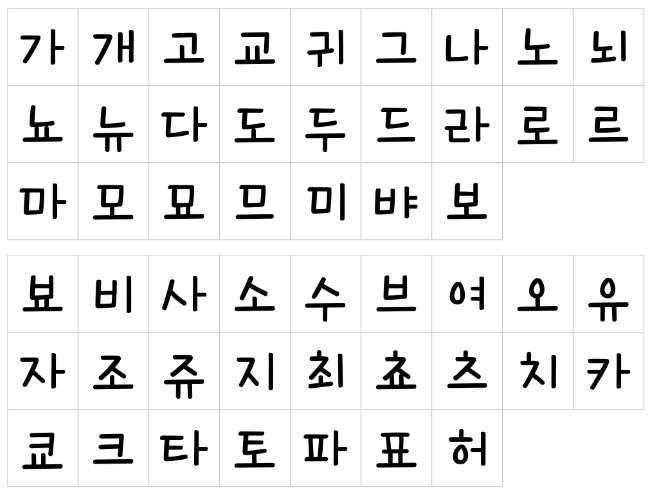 가 개 고 교 귀 그 나 노 뇌
뇨 뉴 다 도 두 드 라 로 르
마 모 묘 므 미 뱌 보
뵤 비 사 소 수 브 여 오 유
자 조 쥬 지 최 쵸 츠 치 카
쿄 크 타 토 파 표 허